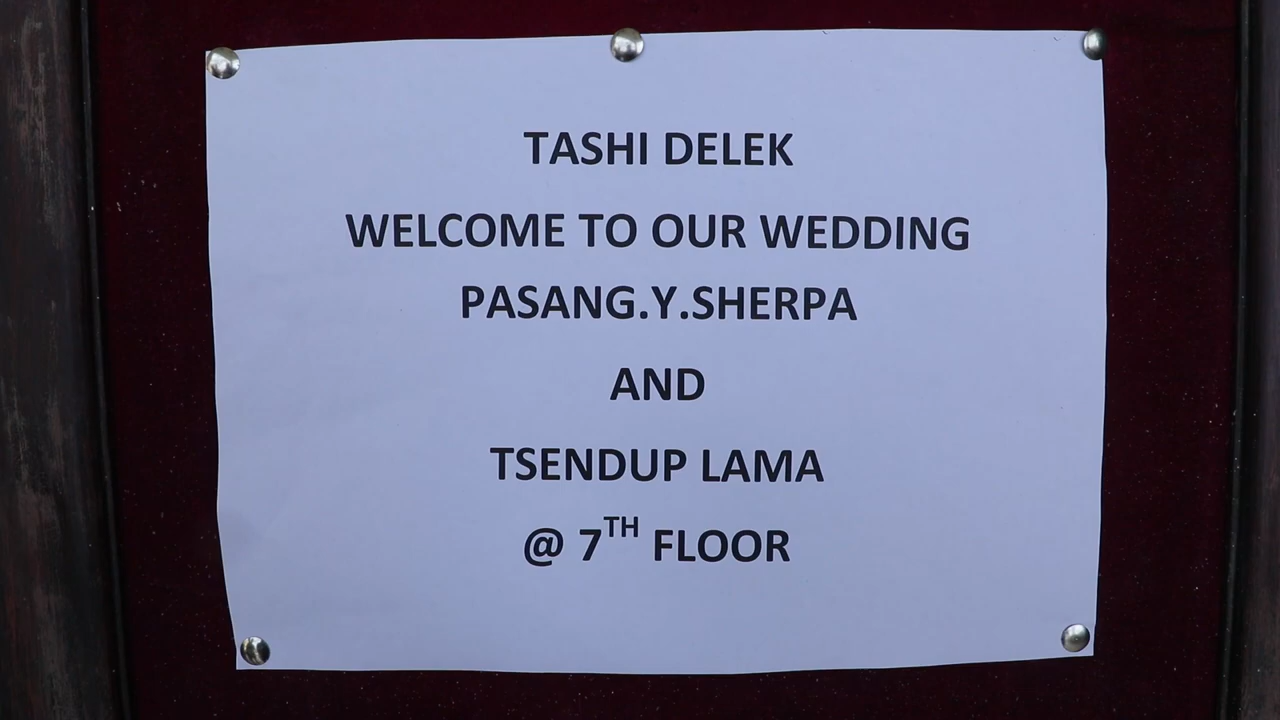 TASHI DELEK
WELCOME TO OUR WEDDING
PASANG.Y.SHERPA
AND
TSENDUP LAMA
@ 7TH FLOOR